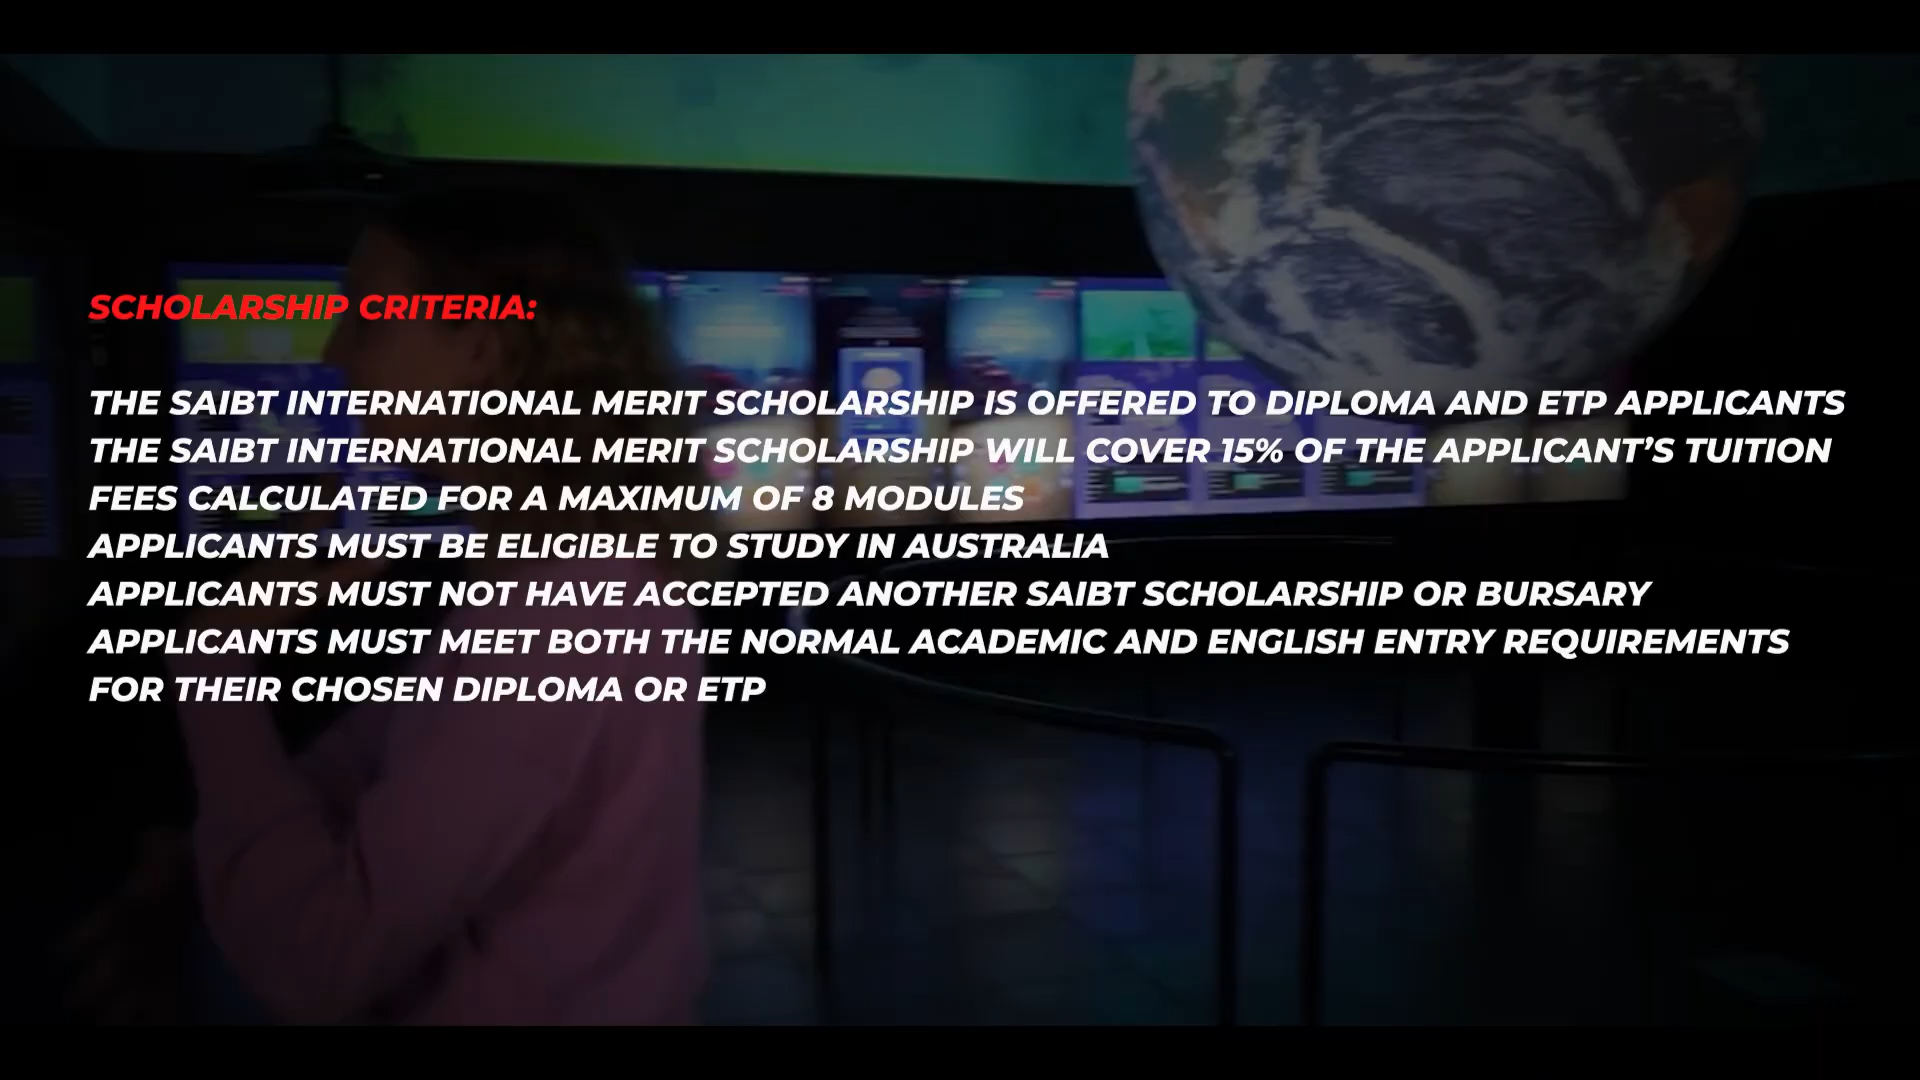 SCHOLARSHIP CRITERIA:
THE SAIBT INTERNATIONAL MERIT SCHOLARSHIP IS OFFERED TO DIPLOMA AND ETP APPLICANTS
THE SAIBT INTERNATIONAL MERIT SCHOLARSHIP WILL COVER 15% OF THE APPLICANT’S TUITION
FEES CALCULATED FOR A MAXIMUM OF 8 MODULES
APPLICANTS MUST BE ELIGIBLE TO STUDY IN AUSTRALIA
APPLICANTS MUST NOT HAVE ACCEPTED ANOTHER SAIBT SCHOLARSHIP OR BURSARY
APPLICANTS MUST MEET BOTH THE NORMAL ACADEMIC AND ENGLISH ENTRY REQUIREMENTS
FOR THEIR CHOSEN DIPLOMA OR ETP